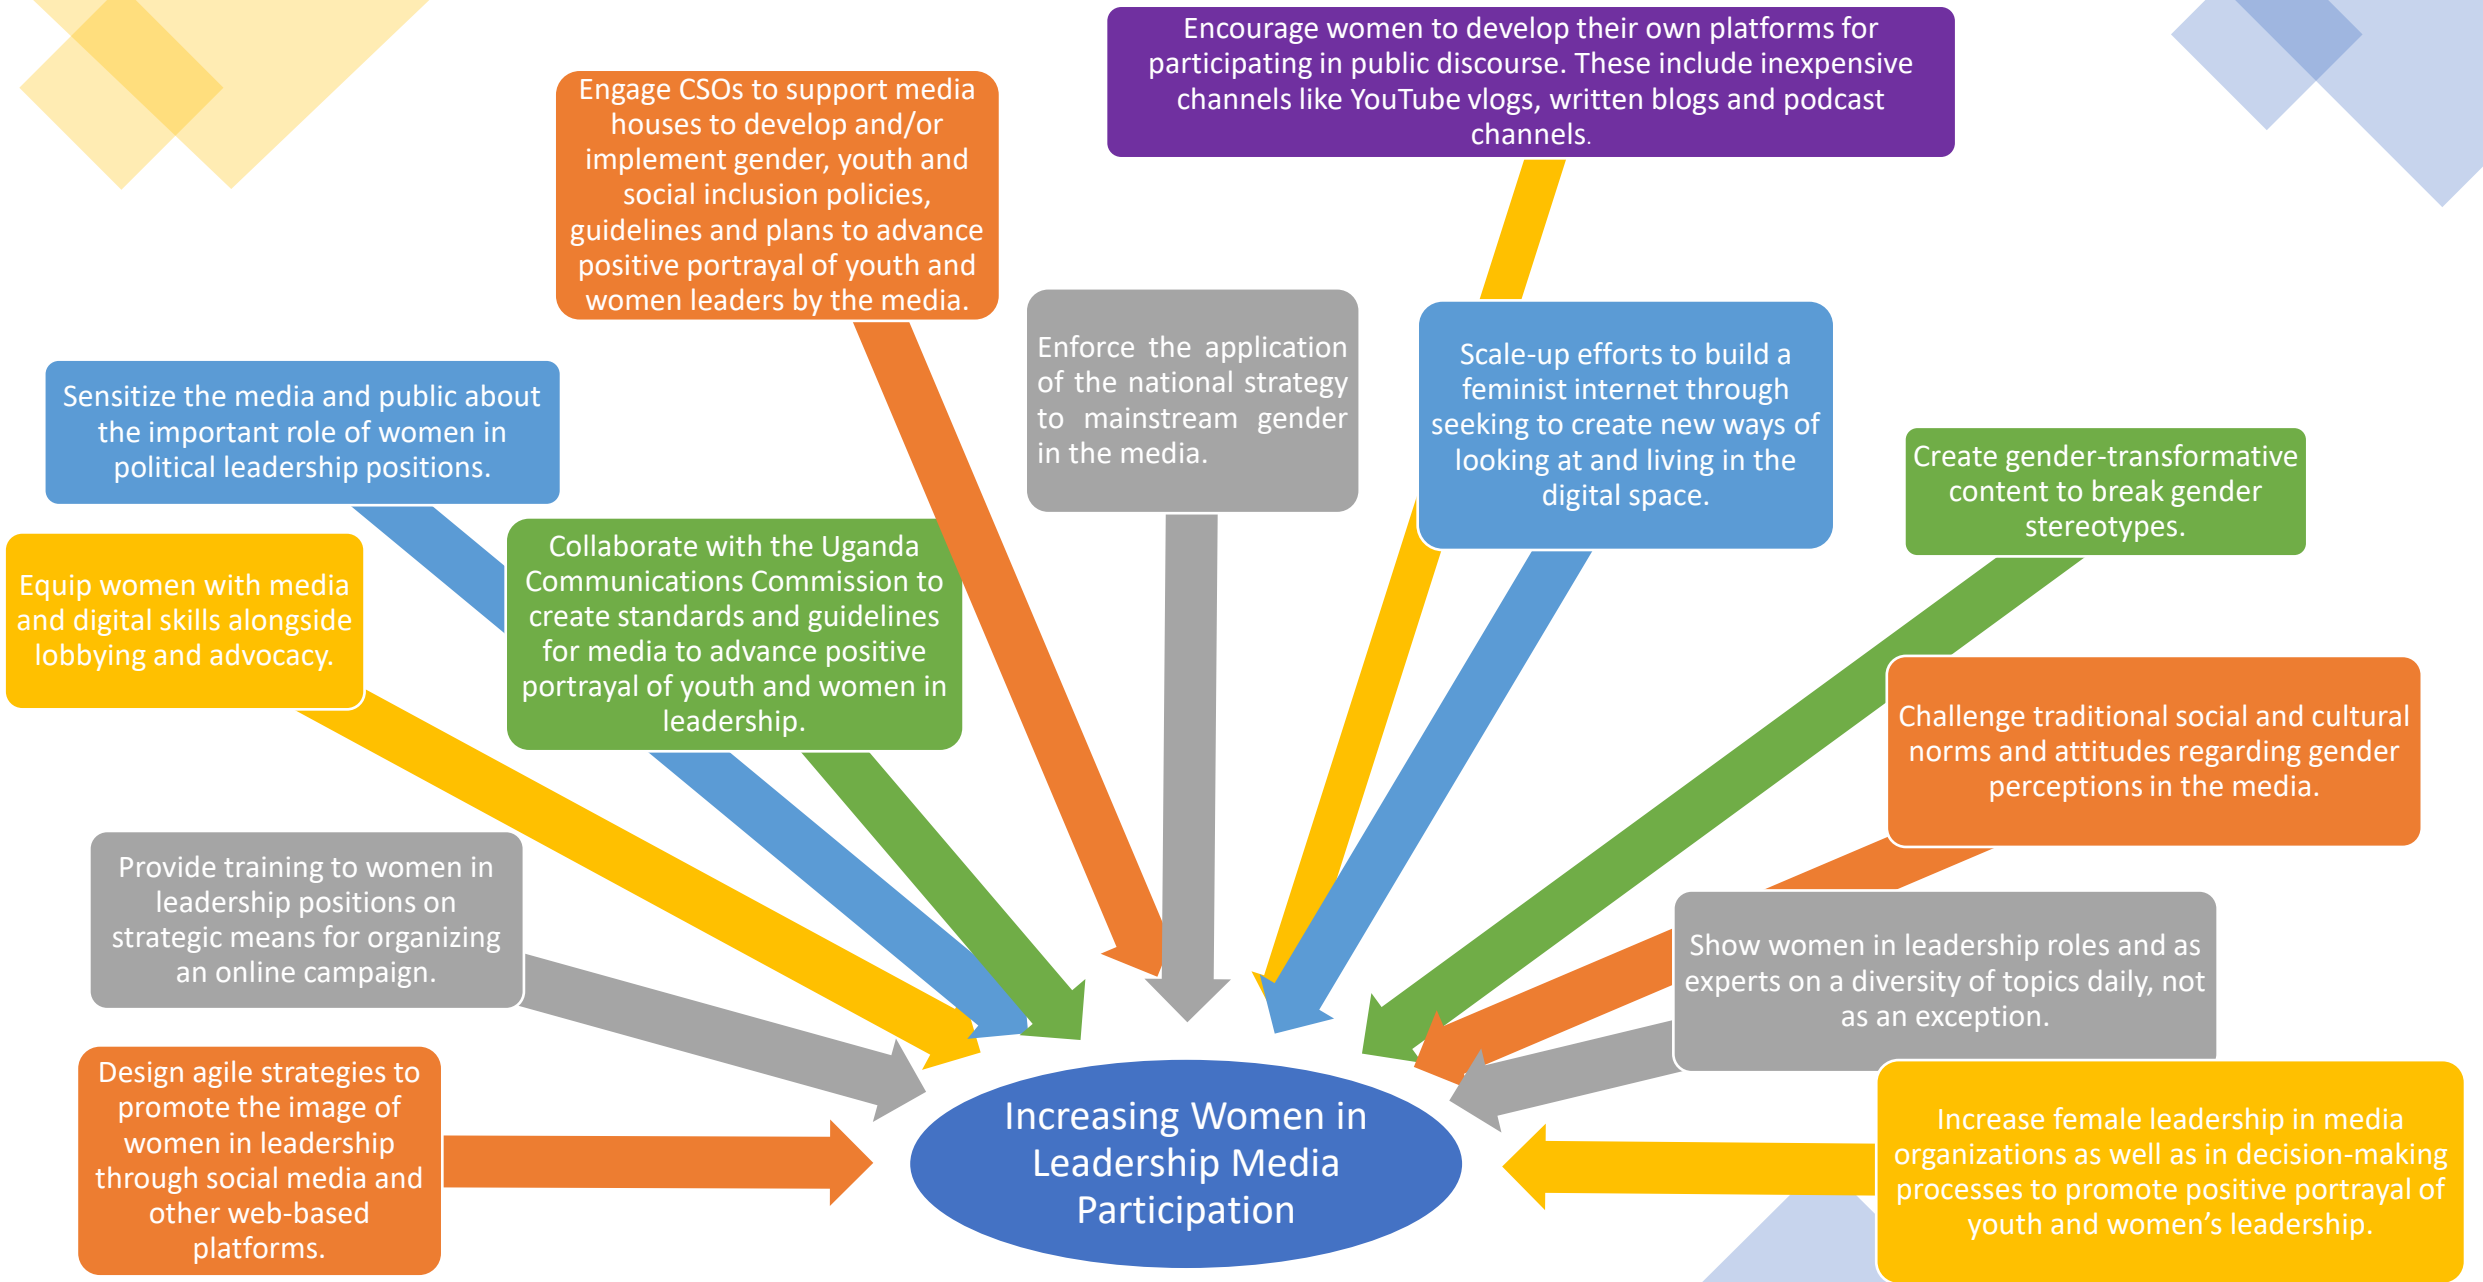 Encourage women to develop their own platforms for
participating in public discourse. These include inexpensive
channels like YouTube vlogs, written blogs and podcast
channels.
Engage CSOs to support media
houses to develop and/or
implement gender, youth and
social inclusion policies,
guidelines and plans to advance
positive portrayal of youth and
women leaders by the media.
Enforce the application
of the national strategy
to mainstream gender
in the media.
Scale-up efforts to build a
feminist internet through
seeking to create new ways of
looking at and living in the
digital space.
Sensitize the media and public about
the important role of women in
political leadership positions.
Create gender-transformative
content to break gender
stereotypes.
Equip women with media
and digital skills alongside
lobbying and advocacy.
Collaborate with the Uganda
Communications Commission to
create standards and guidelines
for media to advance positive
portrayal of youth and women in
leadership.
Challenge traditional social and cultural
norms and attitudes regarding gender
perceptions in the media.
Provide training to women in
leadership positions on
strategic means for organizing
an online campaign.
Show women in leadership roles and as
experts on a diversity of topics daily, not
as an exception.
Design agile strategies to
promote the image of
women in leadership
through social media and
other web-based
platforms.
Increasing Women in
Leadership Media
Participation
Increase female leadership in media
organizations as well as in decision-making
processes to promote positive portrayal of
youth and women’s leadership.